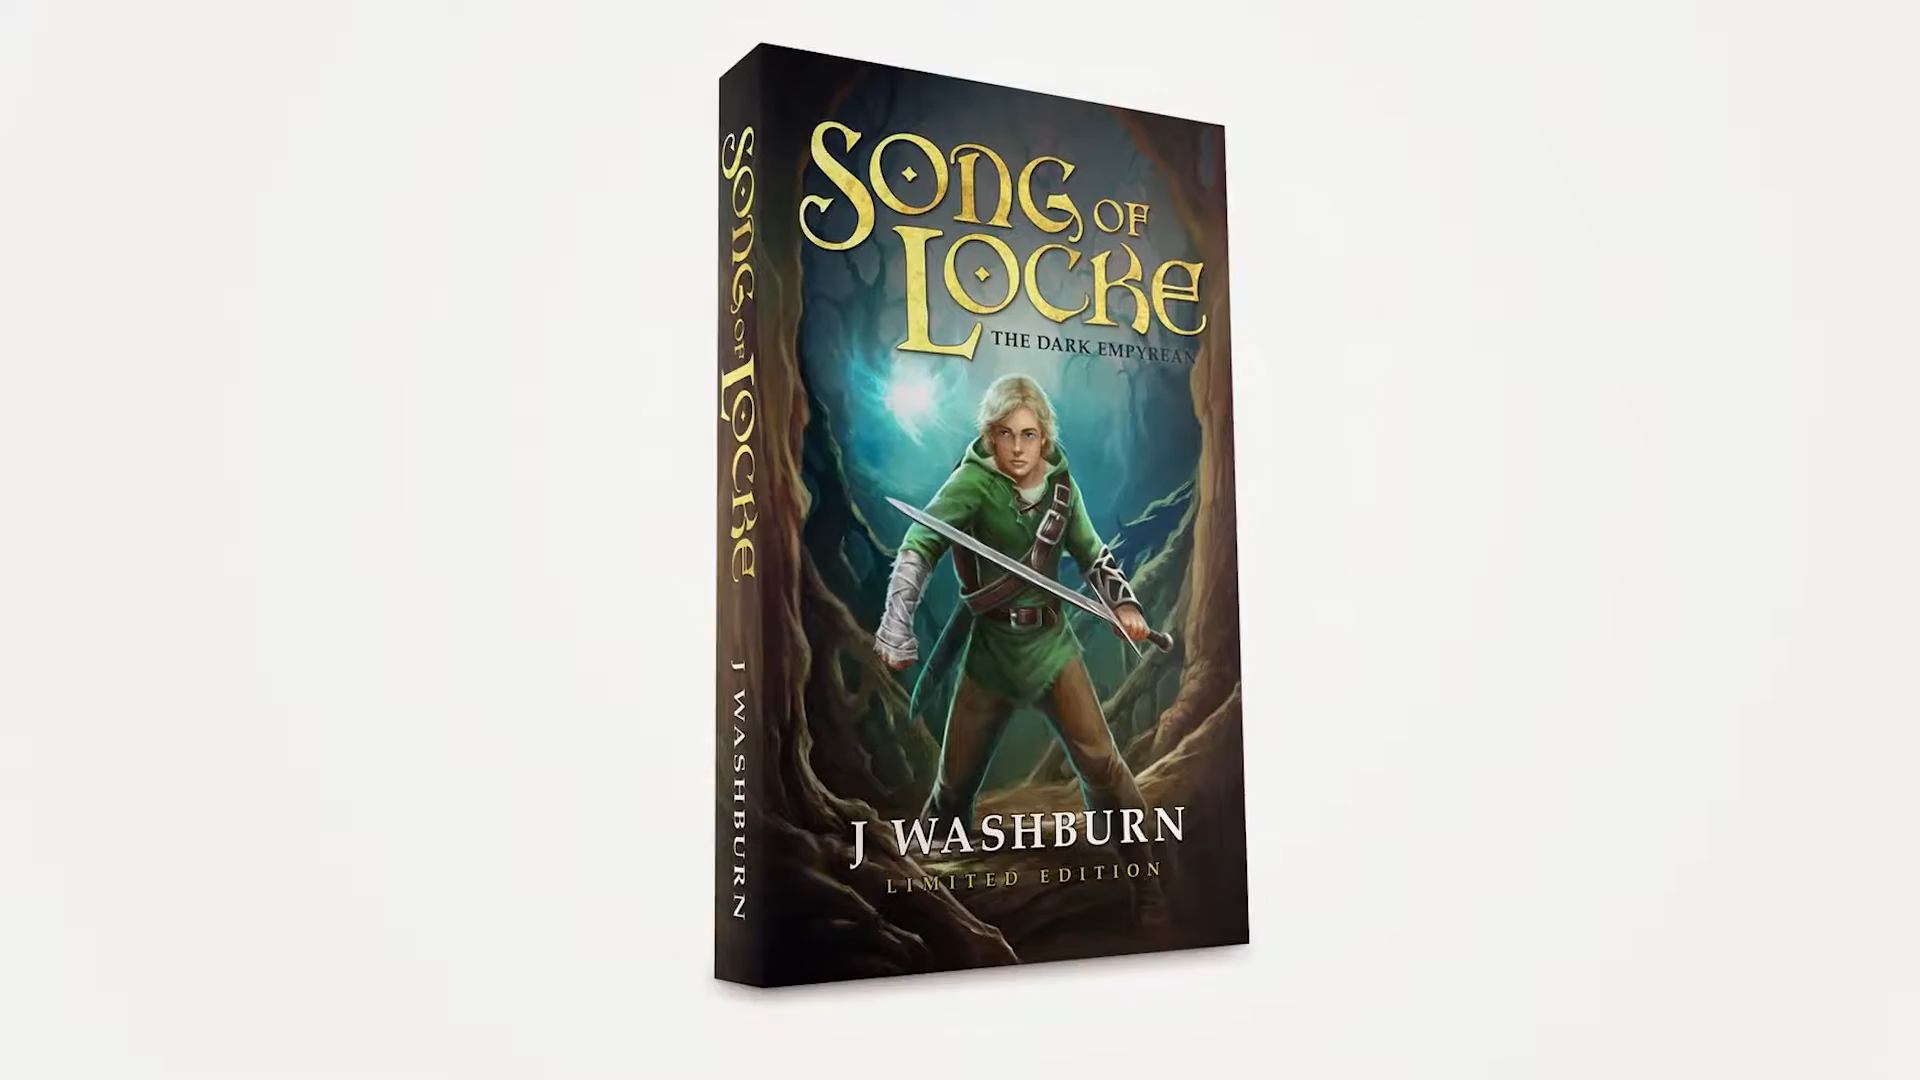 SONG OF
LOCKE
THE DARK EMPYREAN
J WASHBURN
LIMITED EDITION
SONG OF LOCKE
J WASHBURN